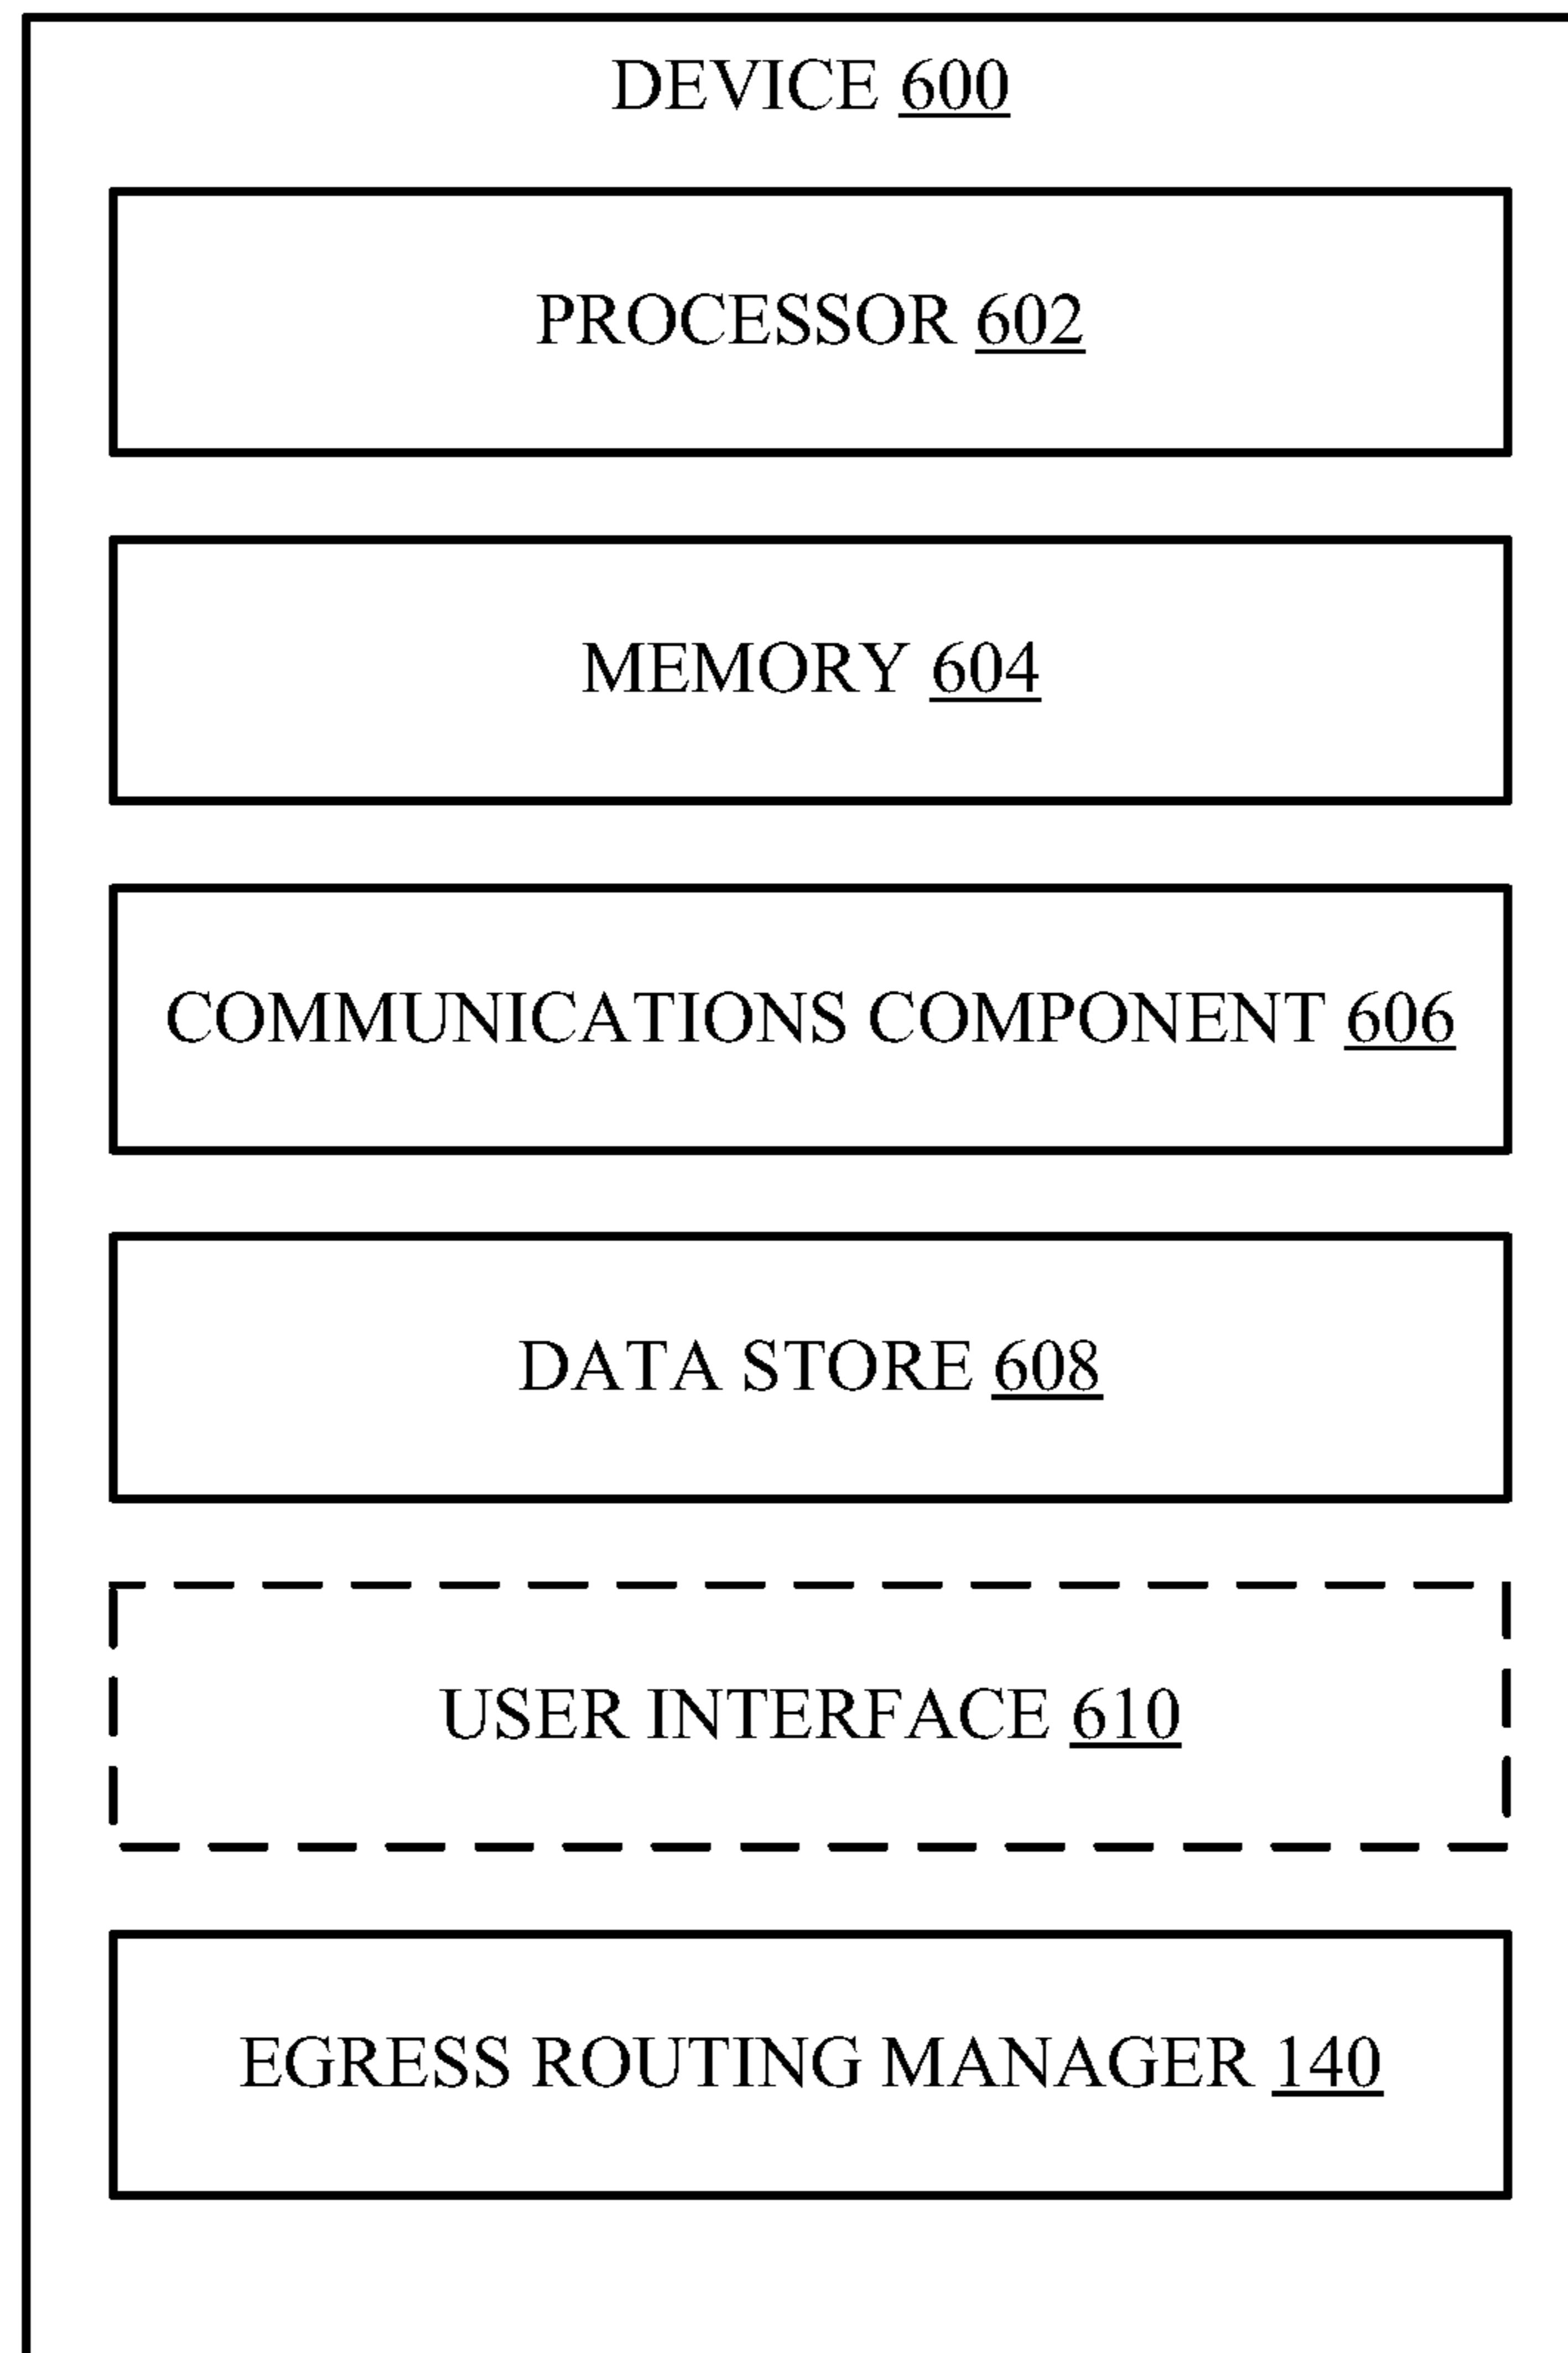 DEVICE 600
PROCESSOR 602
MEMORY 604
COMMUNICATIONS COMPONENT 606
DATA STORE 608
USER INTERFACE 610
EGRESS ROUTING MANAGER 140